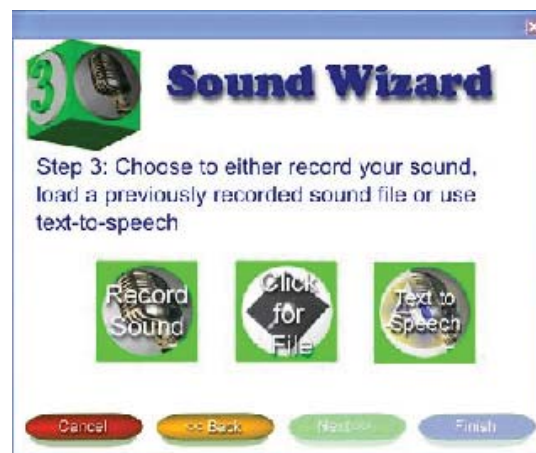 3
Sound Wizard
Step 3: Choose to either record your sound,
load a previously recorded sound file or use
text-to-speech
Record
Sound
Click
for
File
Text to
Speech
Cancel
<< Back
Next >>
Finish